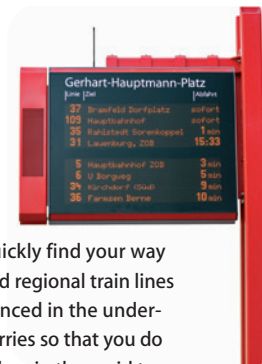 Gerhart-Hauptmann-Platz
Linie Ziel Abfahrt
37 Bramfeld Dorfplatz sofort
109 Hauptbahnhof sofort
35 Rahlstedt Sorenkoppel 1 min
31 Lauenburg, ZOB 15:33
5 Hauptbahnhof ZOB 3 min
6 U Borgweg 5 min
34 Kirchdorf (Süd) 9 min
36 Farmsen Berne 10 min
uickly find your way
d regional train lines
nced in the under-
rries so that you do